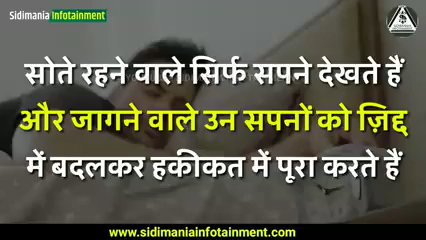 Sidimania Infotainment
सोते रहने वाले सिर्फ सपने देखते हैं
और जागने वाले उन सपनों को ज़िद्द
में बदलकर हकीकत में पूरा करते हैं
www.sidimaniainfotainment.com